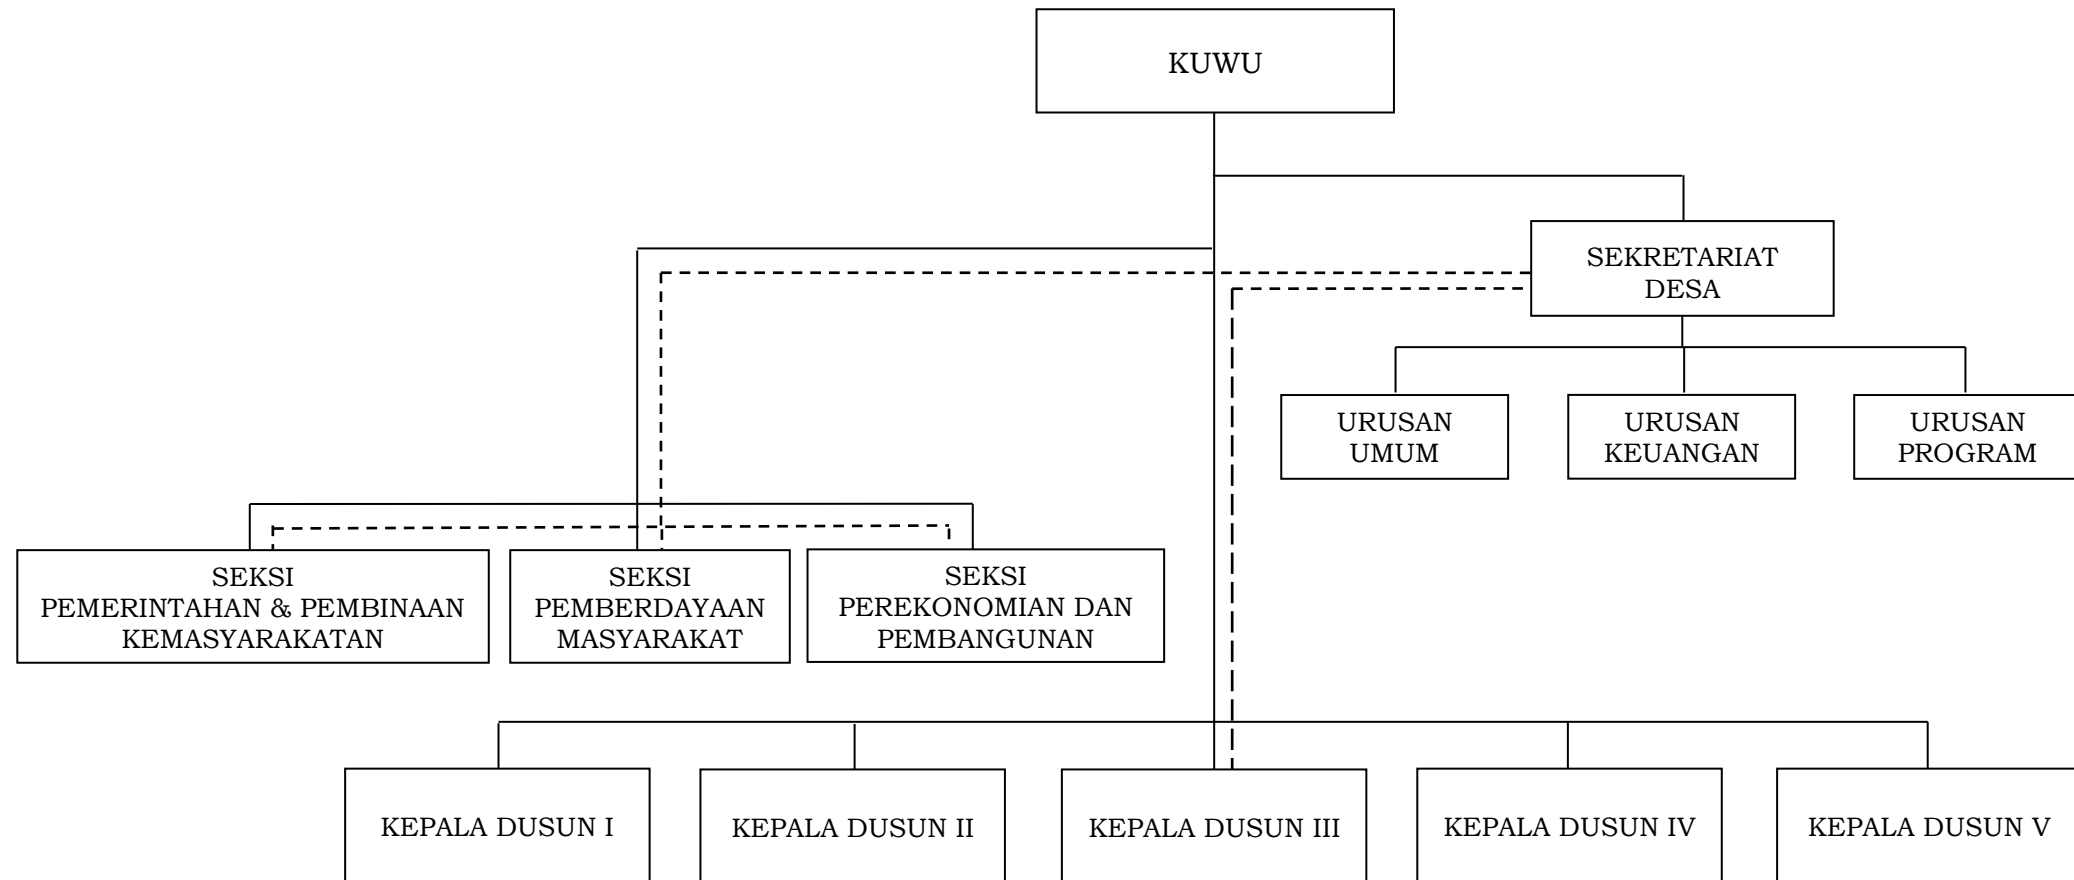 KUWU
SEKRETARIAT
DESA
URUSAN
UMUM
URUSAN
KEUANGAN
URUSAN
PROGRAM
SEKSI
PEMERINTAHAN & PEMBINAAN
KEMASYARAKATAN
SEKSI
PEMBERDAYAAN
MASYARAKAT
SEKSI
PEREKONOMIAN DAN
PEMBANGUNAN
KEPALA DUSUN I
KEPALA DUSUN II
KEPALA DUSUN III
KEPALA DUSUN IV
KEPALA DUSUN V